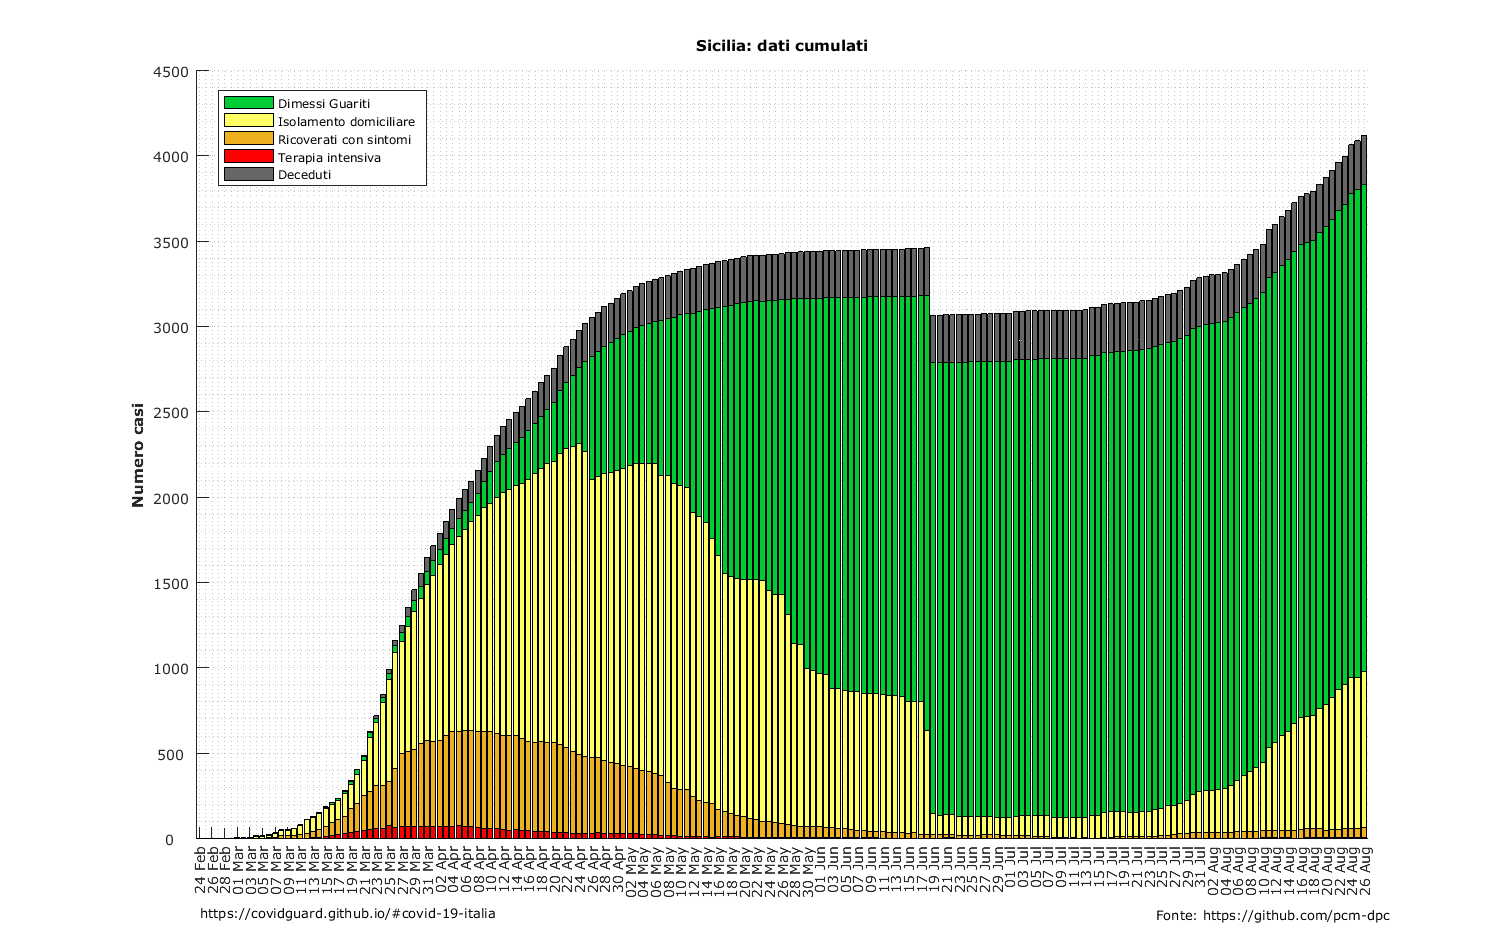 Sicilia: dati cumulati
4500
4000
3500
3000
2500
2000
1500
1000
500
0
Numero casi
Dimessi Guariti
Isolamento domiciliare
Ricoverati con sintomi
Terapia intensiva
Deceduti
24 Feb
26 Feb
28 Feb
01 Mar
03 Mar
05 Mar
07 Mar
09 Mar
11 Mar
13 Mar
15 Mar
17 Mar
19 Mar
21 Mar
23 Mar
25 Mar
27 Mar
29 Mar
31 Mar
02 Apr
04 Apr
06 Apr
08 Apr
10 Apr
12 Apr
14 Apr
16 Apr
18 Apr
20 Apr
22 Apr
24 Apr
26 Apr
28 Apr
30 Apr
02 May
04 May
06 May
08 May
10 May
12 May
14 May
16 May
18 May
20 May
22 May
24 May
26 May
28 May
30 May
01 Jun
03 Jun
05 Jun
07 Jun
09 Jun
11 Jun
13 Jun
15 Jun
17 Jun
19 Jun
21 Jun
23 Jun
25 Jun
27 Jun
29 Jun
01 Jul
03 Jul
05 Jul
07 Jul
09 Jul
11 Jul
13 Jul
15 Jul
17 Jul
19 Jul
21 Jul
23 Jul
25 Jul
27 Jul
29 Jul
31 Jul
02 Aug
04 Aug
06 Aug
08 Aug
10 Aug
12 Aug
14 Aug
16 Aug
18 Aug
20 Aug
22 Aug
24 Aug
26 Aug
https://covidguard.github.io/#covid-19-italia
Fonte: https://github.com/pcm-dpc